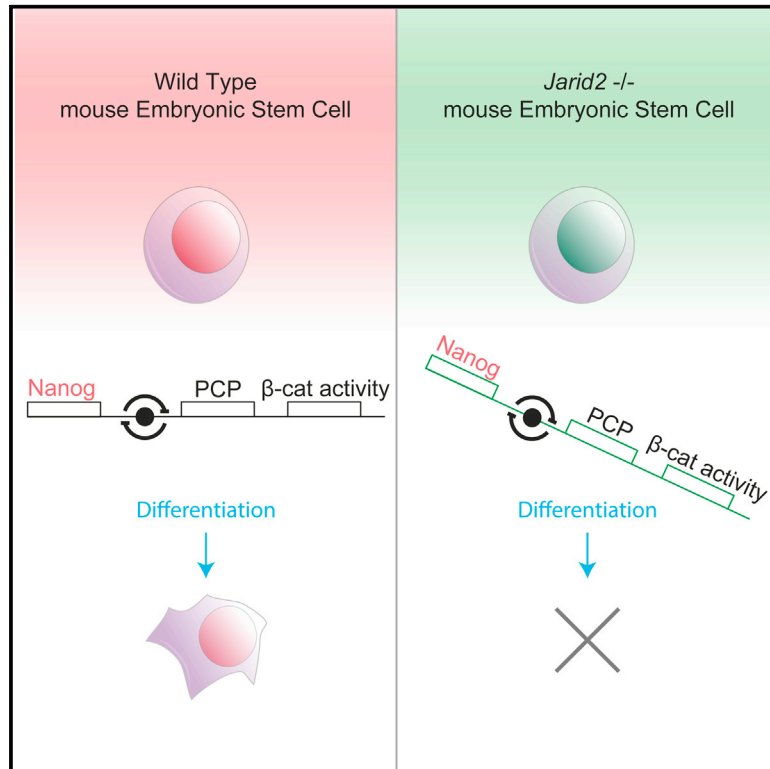 Wild Type
mouse Embryonic Stem Cell
Nanog
PCP
β-cat activity
Differentiation
Jarid2 -/-
mouse Embryonic Stem Cell
Nanog
PCP
β-cat activity
Differentiation